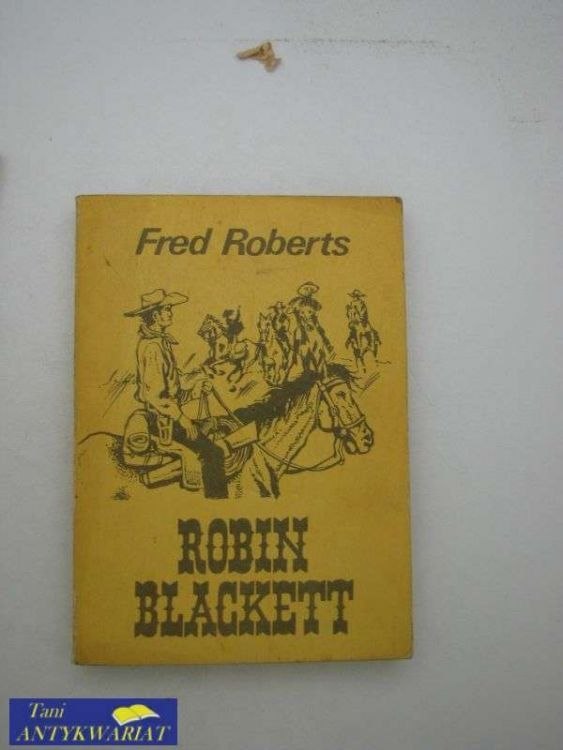 Fred Roberts
ROBIN
BLACKETT
Tani
ANTYKWARIAT